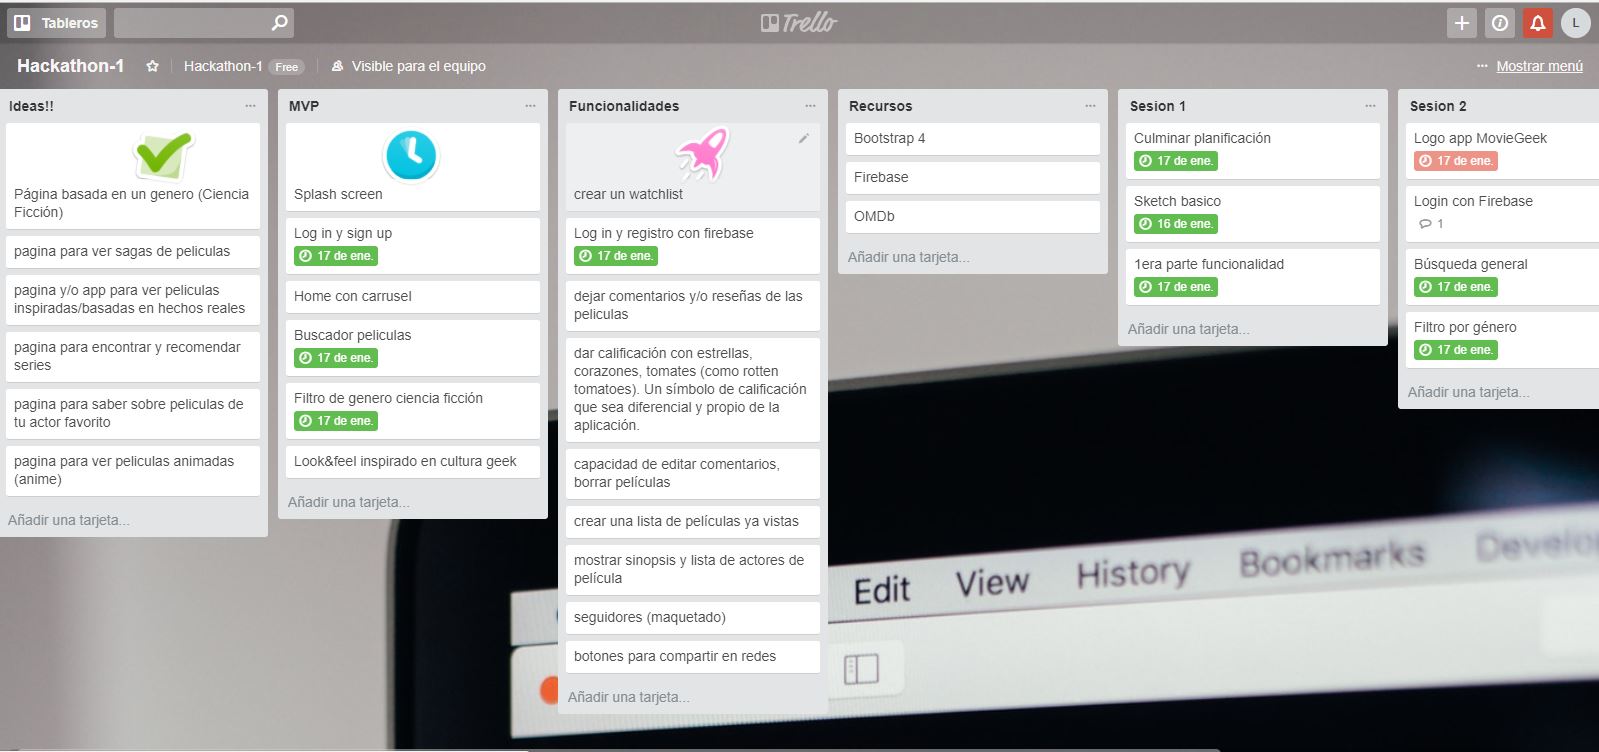 Tableros
Trello
L
Hackathon-1
Hackathon-1 Free
Visible para el equipo
Mostrar menú
Ideas!!
Página basada en un genero (Ciencia
Ficción)
pagina para ver sagas de peliculas
pagina y/o app para ver peliculas
inspiradas/basadas en hechos reales
pagina para encontrar y recomendar
series
pagina para saber sobre peliculas de
tu actor favorito
pagina para ver peliculas animadas
(anime)
Añadir una tarjeta...
MVP
Splash screen
Log in y sign up
17 de ene.
Home con carrusel
Buscador peliculas
17 de ene.
Filtro de genero ciencia ficción
17 de ene.
Look&feel inspirado en cultura geek
Añadir una tarjeta...
Funcionalidades
crear un watchlist
Log in y registro con firebase
17 de ene.
dejar comentarios y/o reseñas de las
peliculas
dar calificación con estrellas,
corazones, tomates (como rotten
tomatoes). Un símbolo de calificación
que sea diferencial y propio de la
aplicación.
capacidad de editar comentarios,
borrar películas
crear una lista de películas ya vistas
mostrar sinopsis y lista de actores de
película
seguidores (maquetado)
botones para compartir en redes
Añadir una tarjeta...
Recursos
Bootstrap 4
Firebase
OMDb
Añadir una tarjeta...
Sesion 1
Culminar planificación
17 de ene.
Sketch basico
16 de ene.
1era parte funcionalidad
17 de ene.
Añadir una tarjeta...
Sesion 2
Logo app MovieGeek
17 de ene.
Login con Firebase
1
Búsqueda general
17 de ene.
Filtro por género
17 de ene.
Añadir una tarjeta...
Edit View History Bookmarks Develo